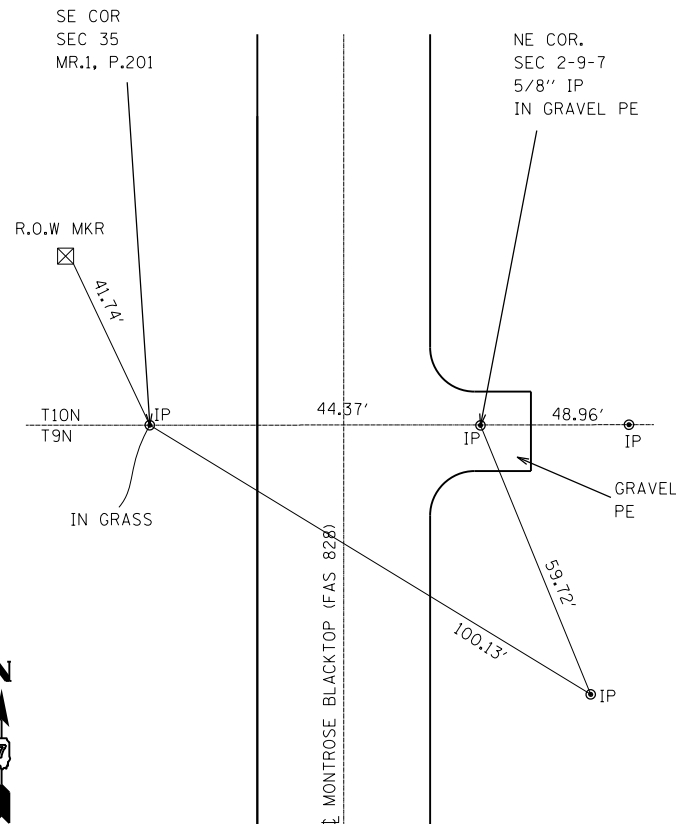 SE COR
SEC 35
MR.1, P.201
NE COR.
SEC 2-9-7
5/8'' IP
IN GRAVEL PE
R.O.W MKR
41.74'
T10N
T9N
IP
44.37'
IP
48.96'
IP
IN GRASS
GRAVEL
PE
59.72'
100.13'
IP
℄ MONTROSE BLACKTOP (FAS 828)
N